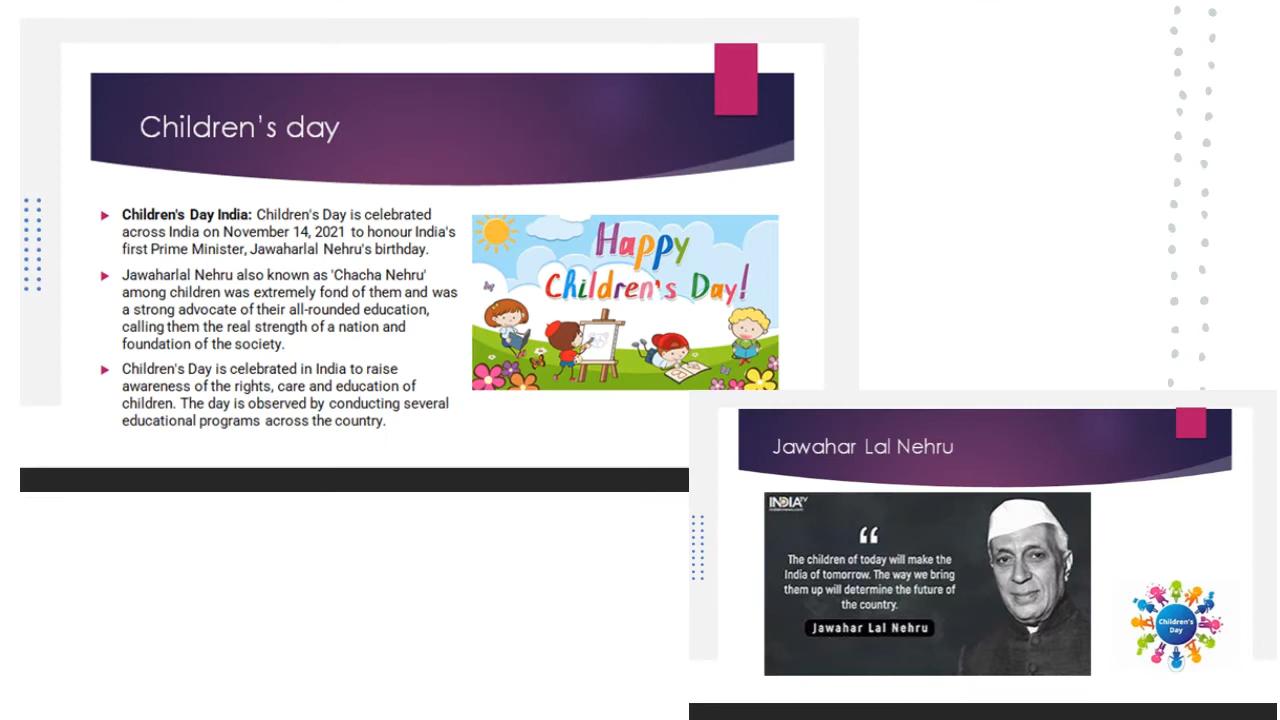 Children's day
Children's Day India: Children's Day is celebrated
across India on November 14, 2021 to honour India's
first Prime Minister, Jawaharlal Nehru's birthday.
Jawaharlal Nehru also known as 'Chacha Nehru'
among children was extremely fond of them and was
a strong advocate of their all-rounded education,
calling them the real strength of a nation and
foundation of the society.
Children's Day is celebrated in India to raise
awareness of the rights, care and education of
children. The day is observed by conducting several
educational programs across the country.
Happy
Children's Day!
Jawahar Lal Nehru
INDIA TV
“
The children of today will make the
India of tomorrow. The way we bring
them up will determine the future of
the country.
Jawahar Lal Nehru
Children's
Day